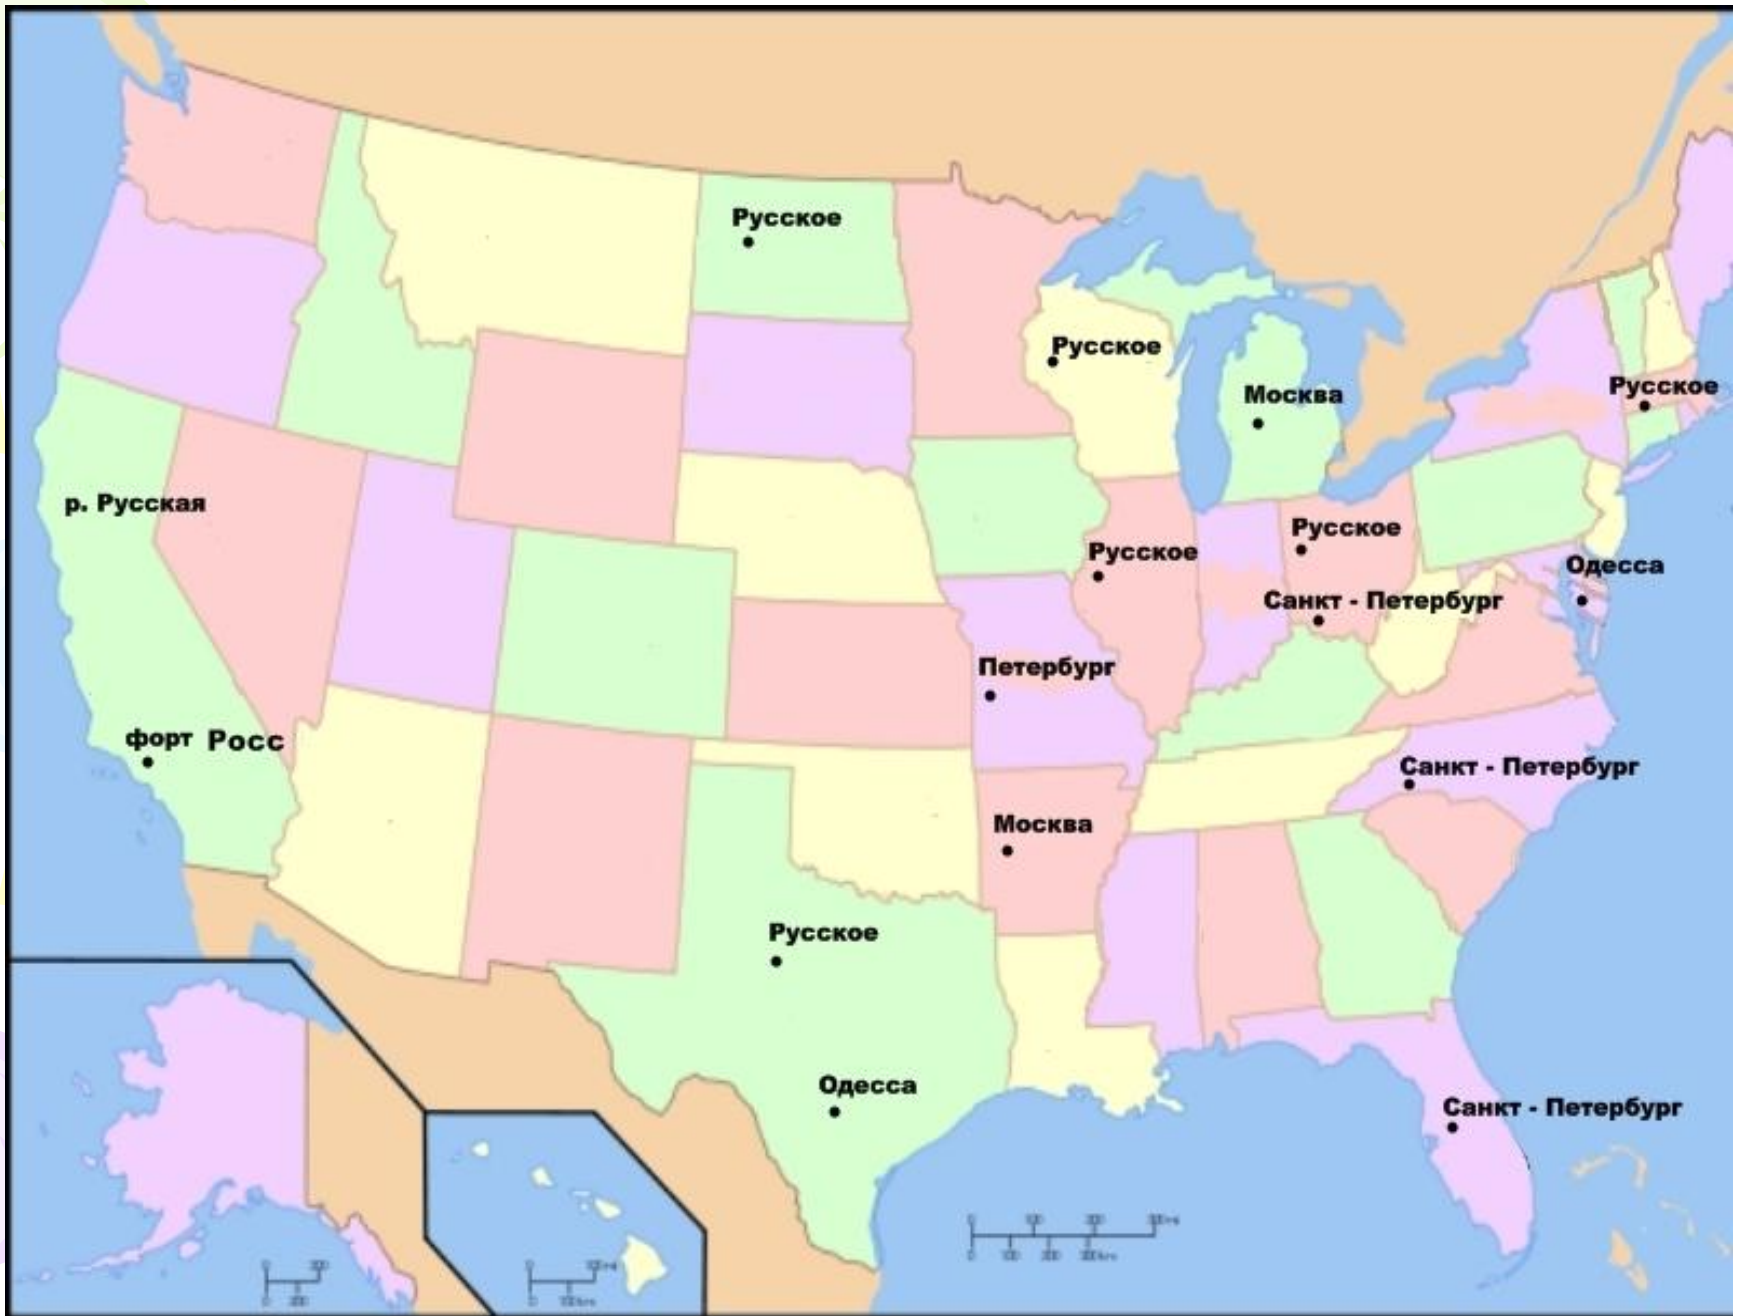 Русское
Русское
Москва
Русское
р. Русская
Русское
Русское
Одесса
Санкт - Петербург
Петербург
форт Росс
Санкт - Петербург
Москва
Русское
Одесса
Санкт - Петербург